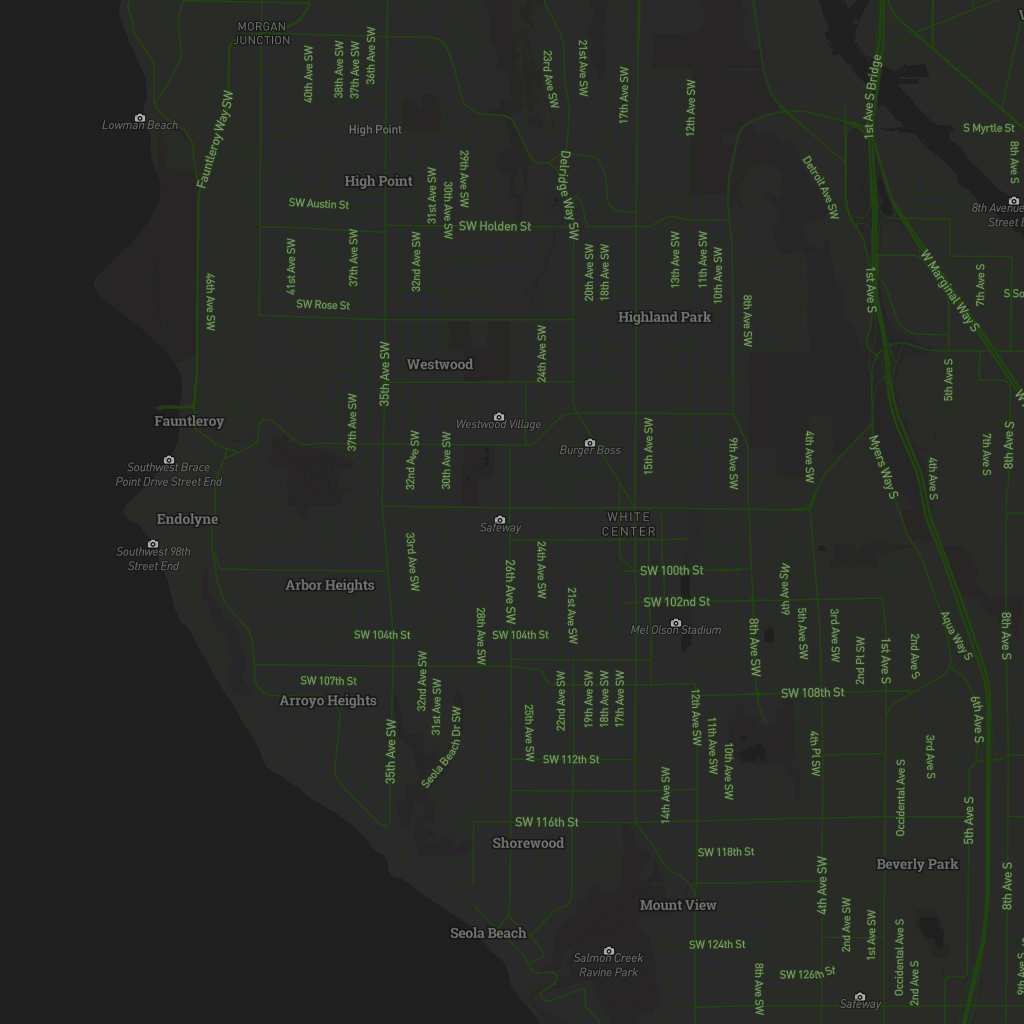 MORGAN
JUNCTION
40th Ave SW
38th Ave SW
37th Ave SW
36th Ave SW
23rd Ave SW
21st Ave SW
17th Ave SW
12th Ave SW
1st Ave S Bridge
Lowman Beach
Fauntleroy Way SW
High Point
S Myrtle St
8th Ave S
High Point
31st Ave SW
30th Ave SW
29th Ave SW
Delridge Way SW
Detroit Ave SW
SW Austin St
8th Avenue
Street
SW Holden St
41st Ave SW
37th Ave SW
32nd Ave SW
20th Ave SW
18th Ave SW
13th Ave SW
11th Ave SW
10th Ave SW
46th Ave SW
SW Rose St
8th Ave SW
1st Ave S
W Marginal Way S
7th Ave S
Highland Park
Westwood
24th Ave SW
35th Ave SW
5th Ave S
Fauntleroy
37th Ave SW
Westwood Village
Burger Boss
15th Ave SW
9th Ave SW
4th Ave SW
Myers Way S
4th Ave S
7th Ave S
8th Ave S
32nd Ave SW
30th Ave SW
Southwest Brace
Point Drive Street End
Endolyne
Safeway
WHITE
CENTER
Southwest 98th
Street End
33rd Ave SW
26th Ave SW
24th Ave SW
SW 100th St
Arbor Heights
SW 102nd St
6th Ave SW
28th Ave SW
21st Ave SW
SW 104th St
SW 104th St
Mel Olson Stadium
8th Ave SW
5th Ave SW
3rd Ave SW
2nd Pl SW
1st Ave S
2nd Ave S
Aqua Way S
8th Ave S
SW 107th St
Arroyo Heights
32nd Ave SW
31st Ave SW
22nd Ave SW
19th Ave SW
18th Ave SW
17th Ave SW
SW 108th St
6th Ave S
35th Ave SW
Seola Beach Dr SW
25th Ave SW
12th Ave SW
11th Ave SW
10th Ave SW
4th Pl SW
3rd Ave S
SW 112th St
14th Ave SW
Occidental Ave S
5th Ave S
SW 116th St
Shorewood
SW 118th St
Beverly Park
4th Ave SW
8th Ave S
Mount View
2nd Ave SW
1st Ave SW
Occidental Ave S
Seola Beach
SW 124th St
Salmon Creek
Ravine Park
8th Ave SW
SW 126th St
2nd Ave S
9th Ave S
Safeway